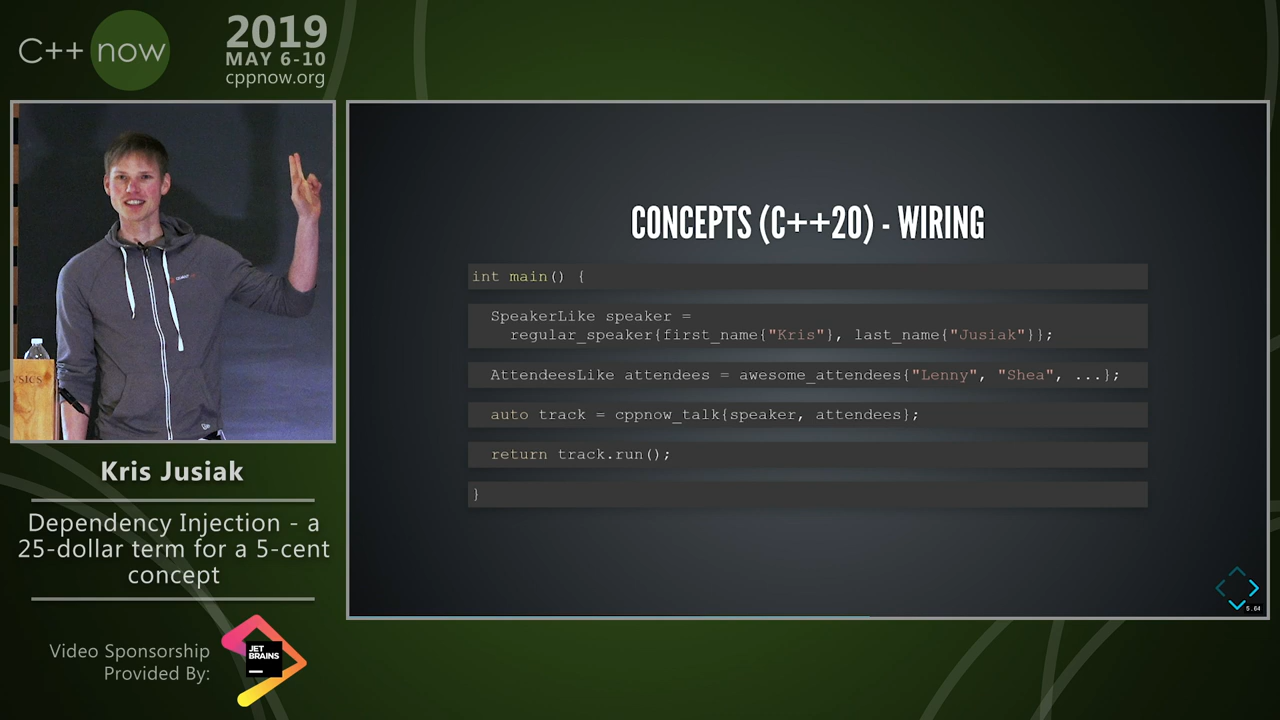 C++ now
2019
MAY 6-10
cppnow.org
CONCEPTS (C++20) - WIRING
int main() {
SpeakerLike speaker =
regular_speaker{first_name{"Kris"}, last_name{"Jusiak"}};
AttendeesLike attendees = awesome_attendees{"Lenny", "Shea", ...};
auto track = cppnow_talk{speaker, attendees};
return track.run();
}
5.64
Kris Jusiak
Dependency Injection - a
25-dollar term for a 5-cent
concept
Video Sponsorship
Provided By:
JET
BRAINS